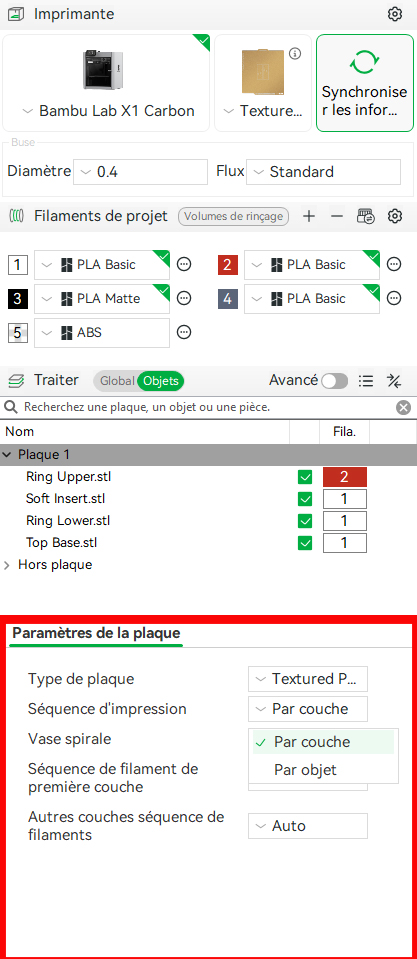 Imprimante
Bambu Lab X1 Carbon
Texture...
Synchronise
r les infor...
Buse
Diamètre
0.4
Flux
Standard
Filaments de projet
Volumes de rinçage
1
PLA Basic
2
PLA Basic
3
PLA Matte
4
PLA Basic
5
ABS
Traiter
Global
Objets
Avancé
Recherchez une plaque, un objet ou une pièce.
Nom
Fila.
Plaque 1
Ring Upper.stl
2
Soft Insert.stl
1
Ring Lower.stl
1
Top Base.stl
1
Hors plaque
Paramètres de la plaque
Type de plaque
Textured P...
Séquence d'impression
Par couche
Vase spirale
Par couche
Par objet
Séquence de filament de
première couche
Autres couches séquence de
filaments
Auto